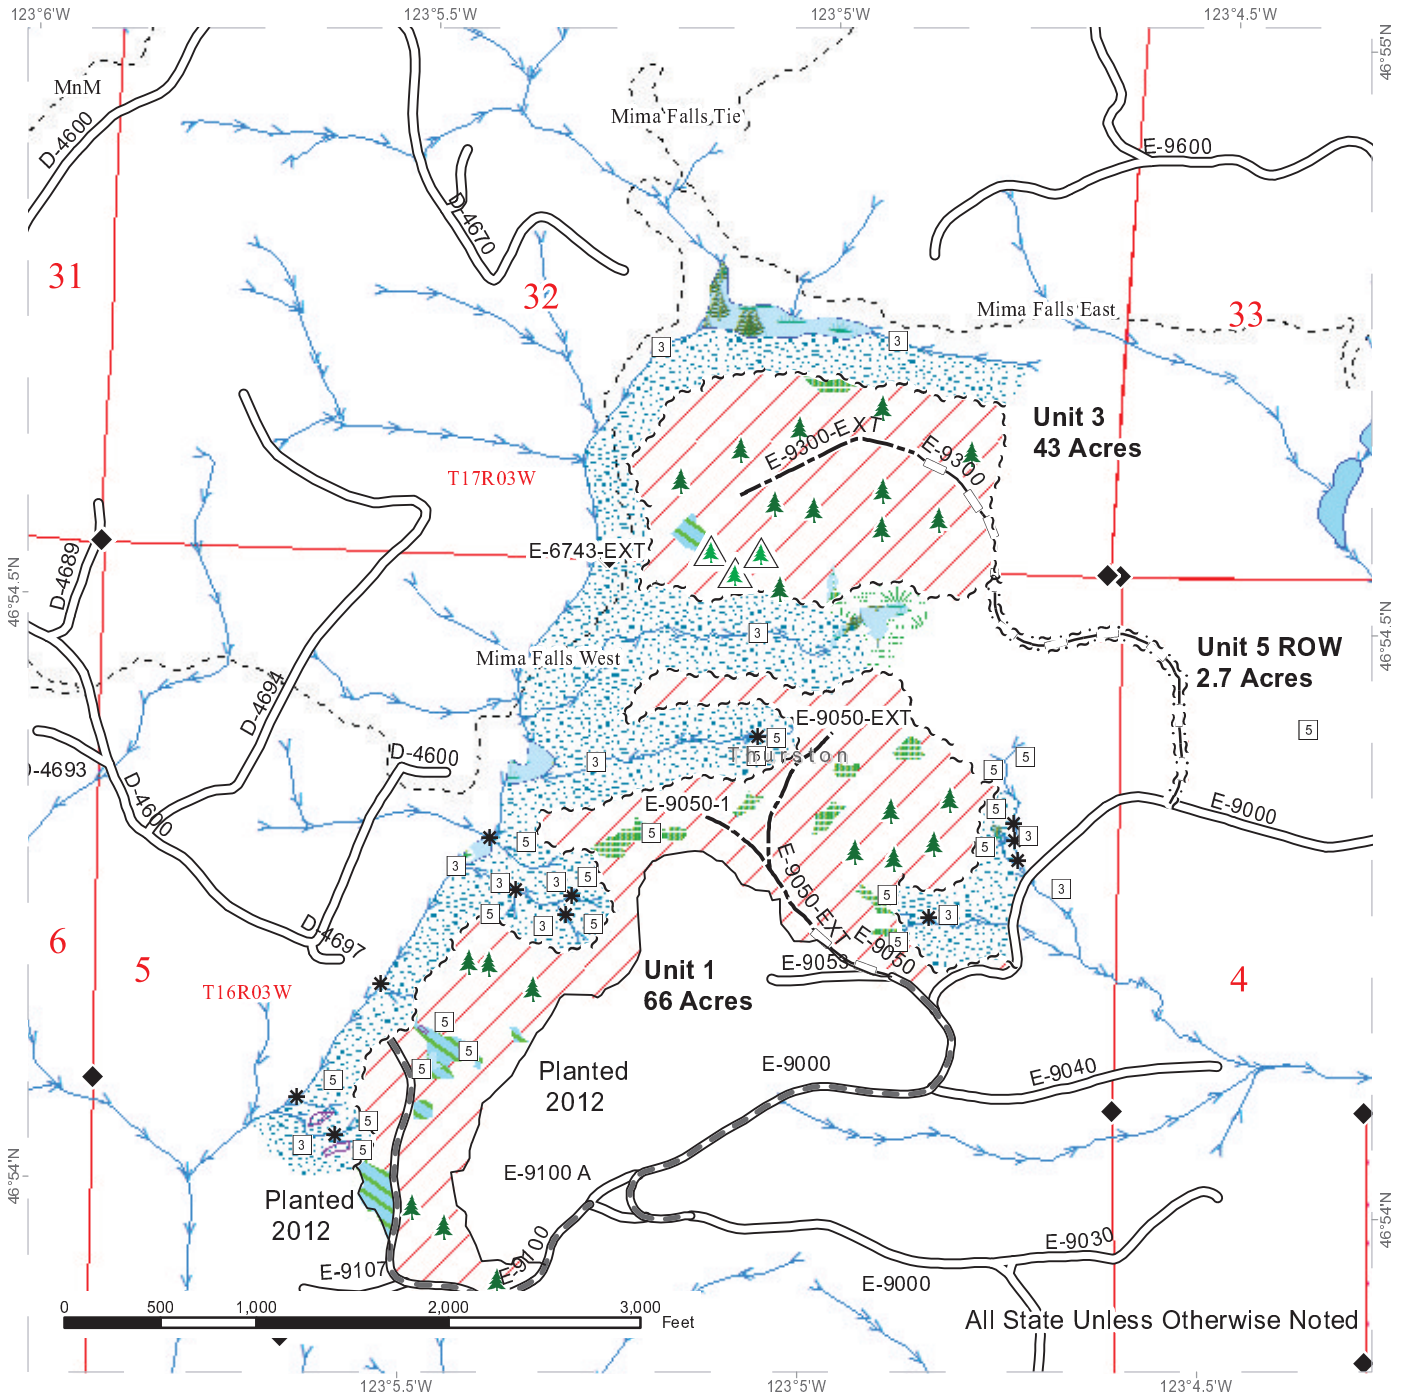 123°6'W
123°5.5'W
123°5'W
123°4.5'W
46°55'N
MnM
D-4600
Mima Falls Tie
E-9600
D-4670
31
32
Mima Falls East
33
3
3
Unit 3
43 Acres
E-9300-EXT
E-9300
T17R03W
E-6743-EXT
D-4689
46°54.5'N
46°54.5'N
3
Unit 5 ROW
2.7 Acres
Mima Falls West
D-4694
E-9050-EXT
5
5
Thurston
5
5
3
D-4600
-4693
5
D-4600
E-9050-1
5
E-9000
5
3
5
5
3
E-9050-EXT
3
3
5
3
5
5
3
5
3
5
D-4697
E-9050
5
6
5
E-9053
Unit 1
66 Acres
4
T16R03W
5
5
5
Planted
2012
E-9000
E-9040
5
5
3
5
E-9100 A
46°54'N
46°54'N
Planted
2012
E-9100
E-9107
E-9030
E-9000
0
500
1,000
2,000
3,000
Feet
All State Unless Otherwise Noted
123°5.5'W
123°5'W
123°4.5'W